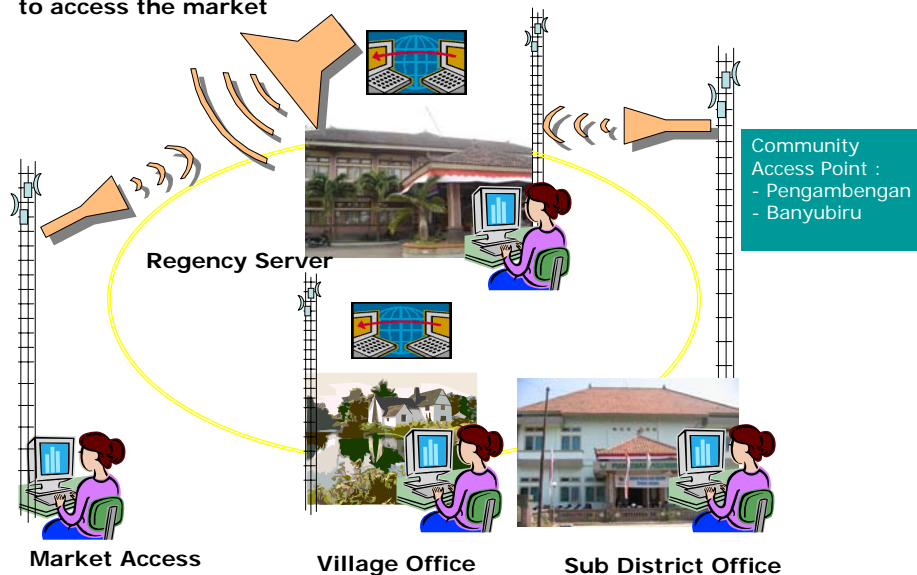 to access the market
Community
Access Point :
- Pengambengan
- Banyubiru
Regency Server
Market Access
Village Office
Sub District Office